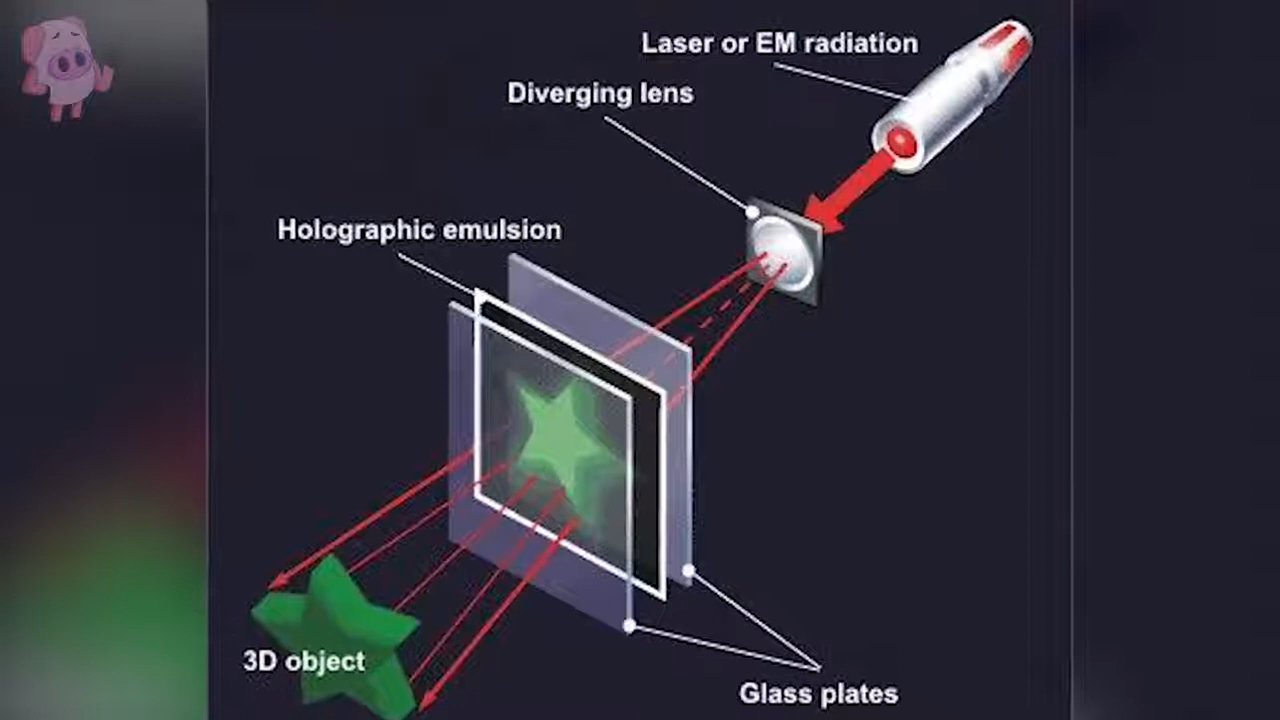 Laser or EM radiation
Diverging lens
Holographic emulsion
3D object
Glass plates